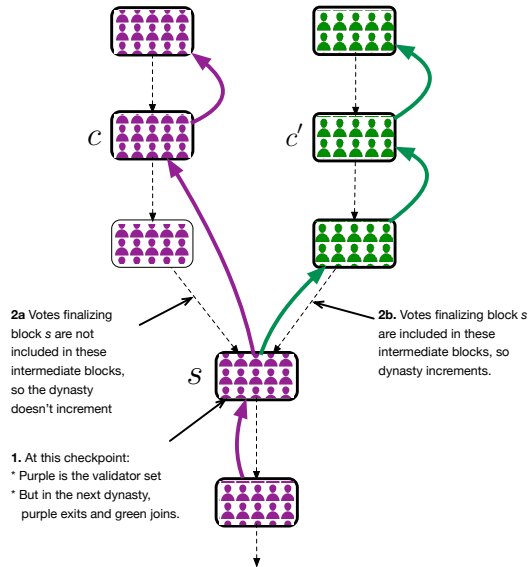 c
c′
2a Votes finalizing
block s are not
included in these
intermediate blocks,
so the dynasty
doesn't increment
2b. Votes finalizing block s
are included in these
intermediate blocks, so
dynasty increments.
s
1. At this checkpoint:
* Purple is the validator set
* But in the next dynasty,
purple exits and green joins.